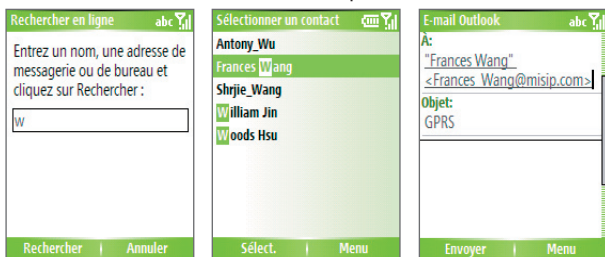 Rechercher en ligne
abc
Entrez un nom, une adresse de
messagerie ou de bureau et
cliquez sur Rechercher :
w
Rechercher
Annuler
Sélectionner un contact
Antony_Wu
Frances Wang
Shrjie_Wang
William Jin
Woods Hsu
Sélect.
Menu
E-mail Outlook
abc
À:
"Frances Wang"
<Frances_Wang@misip.com>
Objet:
GPRS
Envoyer
Menu